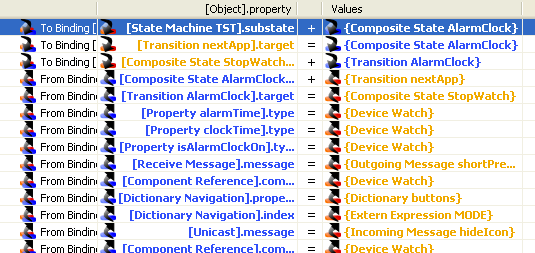 [Object].property Values
To Binding [ [State Machine TST].substate + {Composite State AlarmClock}
To Binding [ [Transition nextApp].target = {Composite State AlarmClock}
To Binding [ [Composite State StopWatch... + {Transition AlarmClock}
From Binding [Composite State AlarmClock... + {Transition nextApp}
From Binding [Transition AlarmClock].target = {Composite State StopWatch}
From Binding [Property alarmTime].type = {Device Watch}
From Binding [Property clockTime].type = {Device Watch}
From Binding [Property isAlarmClockOn].ty... = {Device Watch}
From Binding [Receive Message].message = {Outgoing Message shortPre...
From Binding [Component Reference].com... = {Device Watch}
From Binding [Dictionary Navigation].prope... = {Dictionary buttons}
From Binding [Dictionary Navigation].index = {Extern Expression MODE}
From Binding [Unicast].message = {Incoming Message hideIcon}
From Binding [Component Reference].com... = {Device Watch}